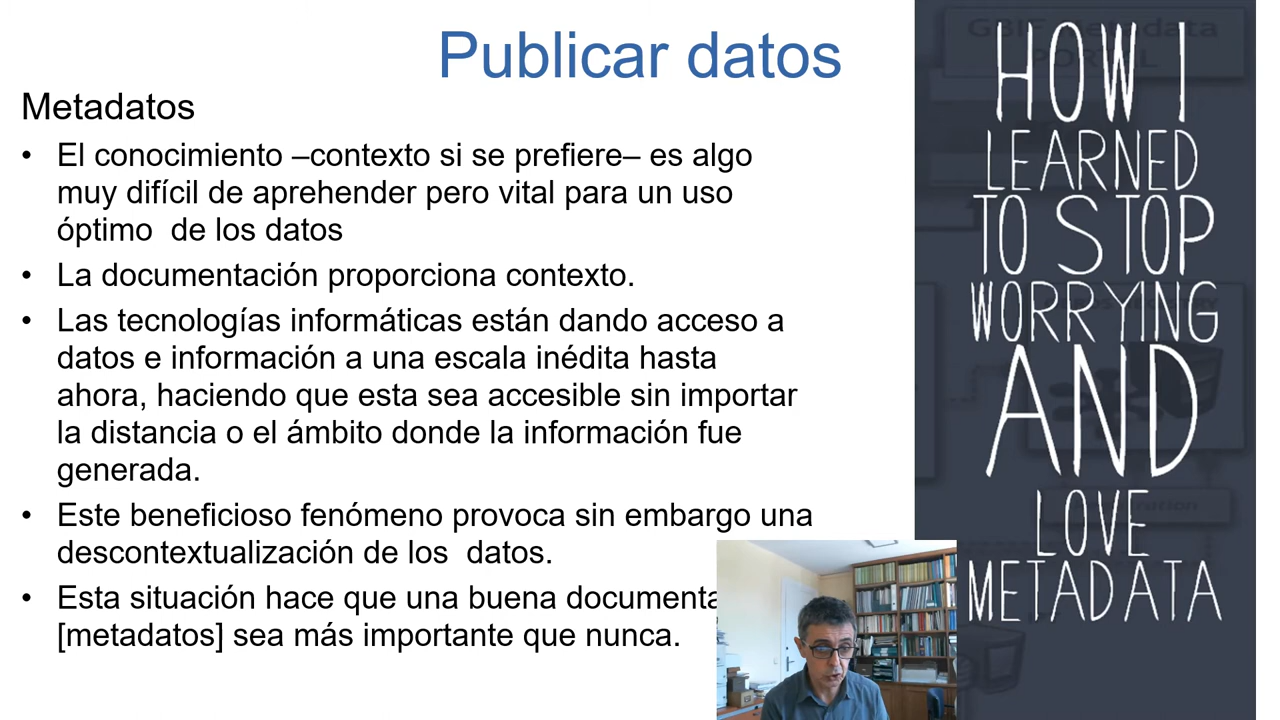 Publicar datos
Metadatos
• El conocimiento –contexto si se prefiere– es algo
muy difícil de aprehender pero vital para un uso
óptimo  de los datos
• La documentación proporciona contexto.
• Las tecnologías informáticas están dando acceso a
datos e información a una escala inédita hasta
ahora, haciendo que esta sea accesible sin importar
la distancia o el ámbito donde la información fue
generada.
• Este beneficioso fenómeno provoca sin embargo una
descontextualización de los  datos.
• Esta situación hace que una buena documenta
[metadatos] sea más importante que nunca.
HOW I
LEARNED
TO STOP
WORRYING
AND
LOVE
METADATA
GBIF Metadata
PORTAL